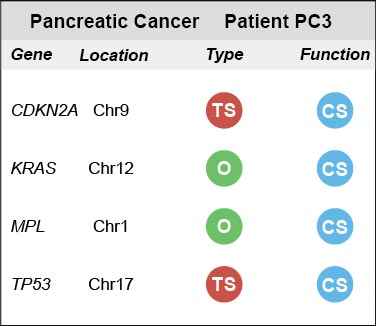 Pancreatic Cancer Patient PC3
Gene Location Type Function
CDKN2A Chr9 TS CS
KRAS Chr12 O CS
MPL Chr1 O CS
TP53 Chr17 TS CS